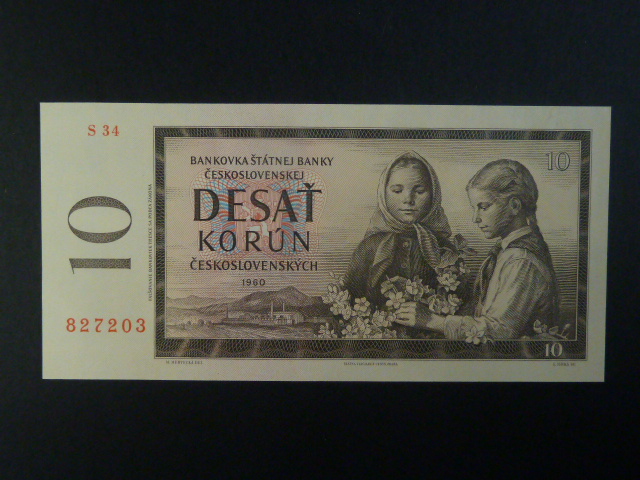 S 34
10
BANKOVKA ŠTÁTNEJ BANKY
ČESKOSLOVENSKEJ
DESAŤ
KORÚN
ČESKOSLOVENSKÝCH
1960
827203
10
10